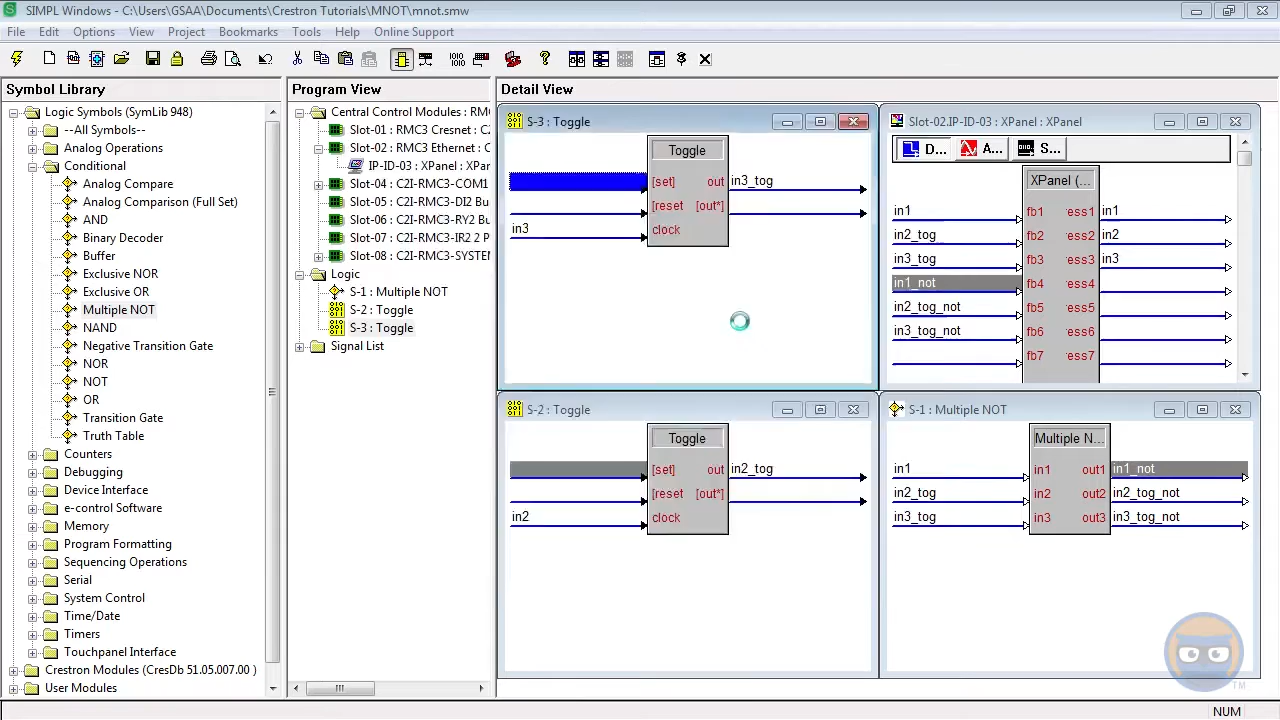 SIMPL Windows - C:\Users\GSAA\Documents\Crestron Tutorials\MNOT\mnot.smw
File Edit Options View Project Bookmarks Tools Help Online Support
Symbol Library
Logic Symbols (SymLib 948)
--All Symbols--
Analog Operations
Conditional
Analog Compare
Analog Comparison (Full Set)
AND
Binary Decoder
Buffer
Exclusive NOR
Exclusive OR
Multiple NOT
NAND
Negative Transition Gate
NOR
NOT
OR
Transition Gate
Truth Table
Counters
Debugging
Device Interface
e-control Software
Memory
Program Formatting
Sequencing Operations
Serial
System Control
Time/Date
Timers
Touchpanel Interface
Crestron Modules (CresDb 51.05.007.00 )
User Modules
Program View
Central Control Modules : RM
Slot-01 : RMC3 Cresnet : C2
Slot-02 : RMC3 Ethernet : C
IP-ID-03 : XPanel : XPar
Slot-04 : C2I-RMC3-COM1
Slot-05 : C2I-RMC3-DI2 Bu
Slot-06 : C2I-RMC3-RY2 Bu
Slot-07 : C2I-RMC3-IR2 2 P
Slot-08 : C2I-RMC3-SYSTEM
Logic
S-1 : Multiple NOT
S-2 : Toggle
S-3 : Toggle
Signal List
Detail View
S-3 : Toggle
Toggle
[set] out in3_tog
[reset [out*]
in3 clock
Slot-02.IP-ID-03 : XPanel : XPanel
D... A... S...
XPanel (...
in1 fb1 ess1 in1
in2_tog fb2 ess2 in2
in3_tog fb3 ess3 in3
in1_not fb4 ess4
in2_tog_not fb5 ess5
in3_tog_not fb6 ess6
fb7 ess7
S-2 : Toggle
Toggle
[set] out in2_tog
[reset [out*]
in2 clock
S-1 : Multiple NOT
Multiple N...
in1 in1 out1 in1_not
in2_tog in2 out2 in2_tog_not
in3_tog in3 out3 in3_tog_not
TM
NUM